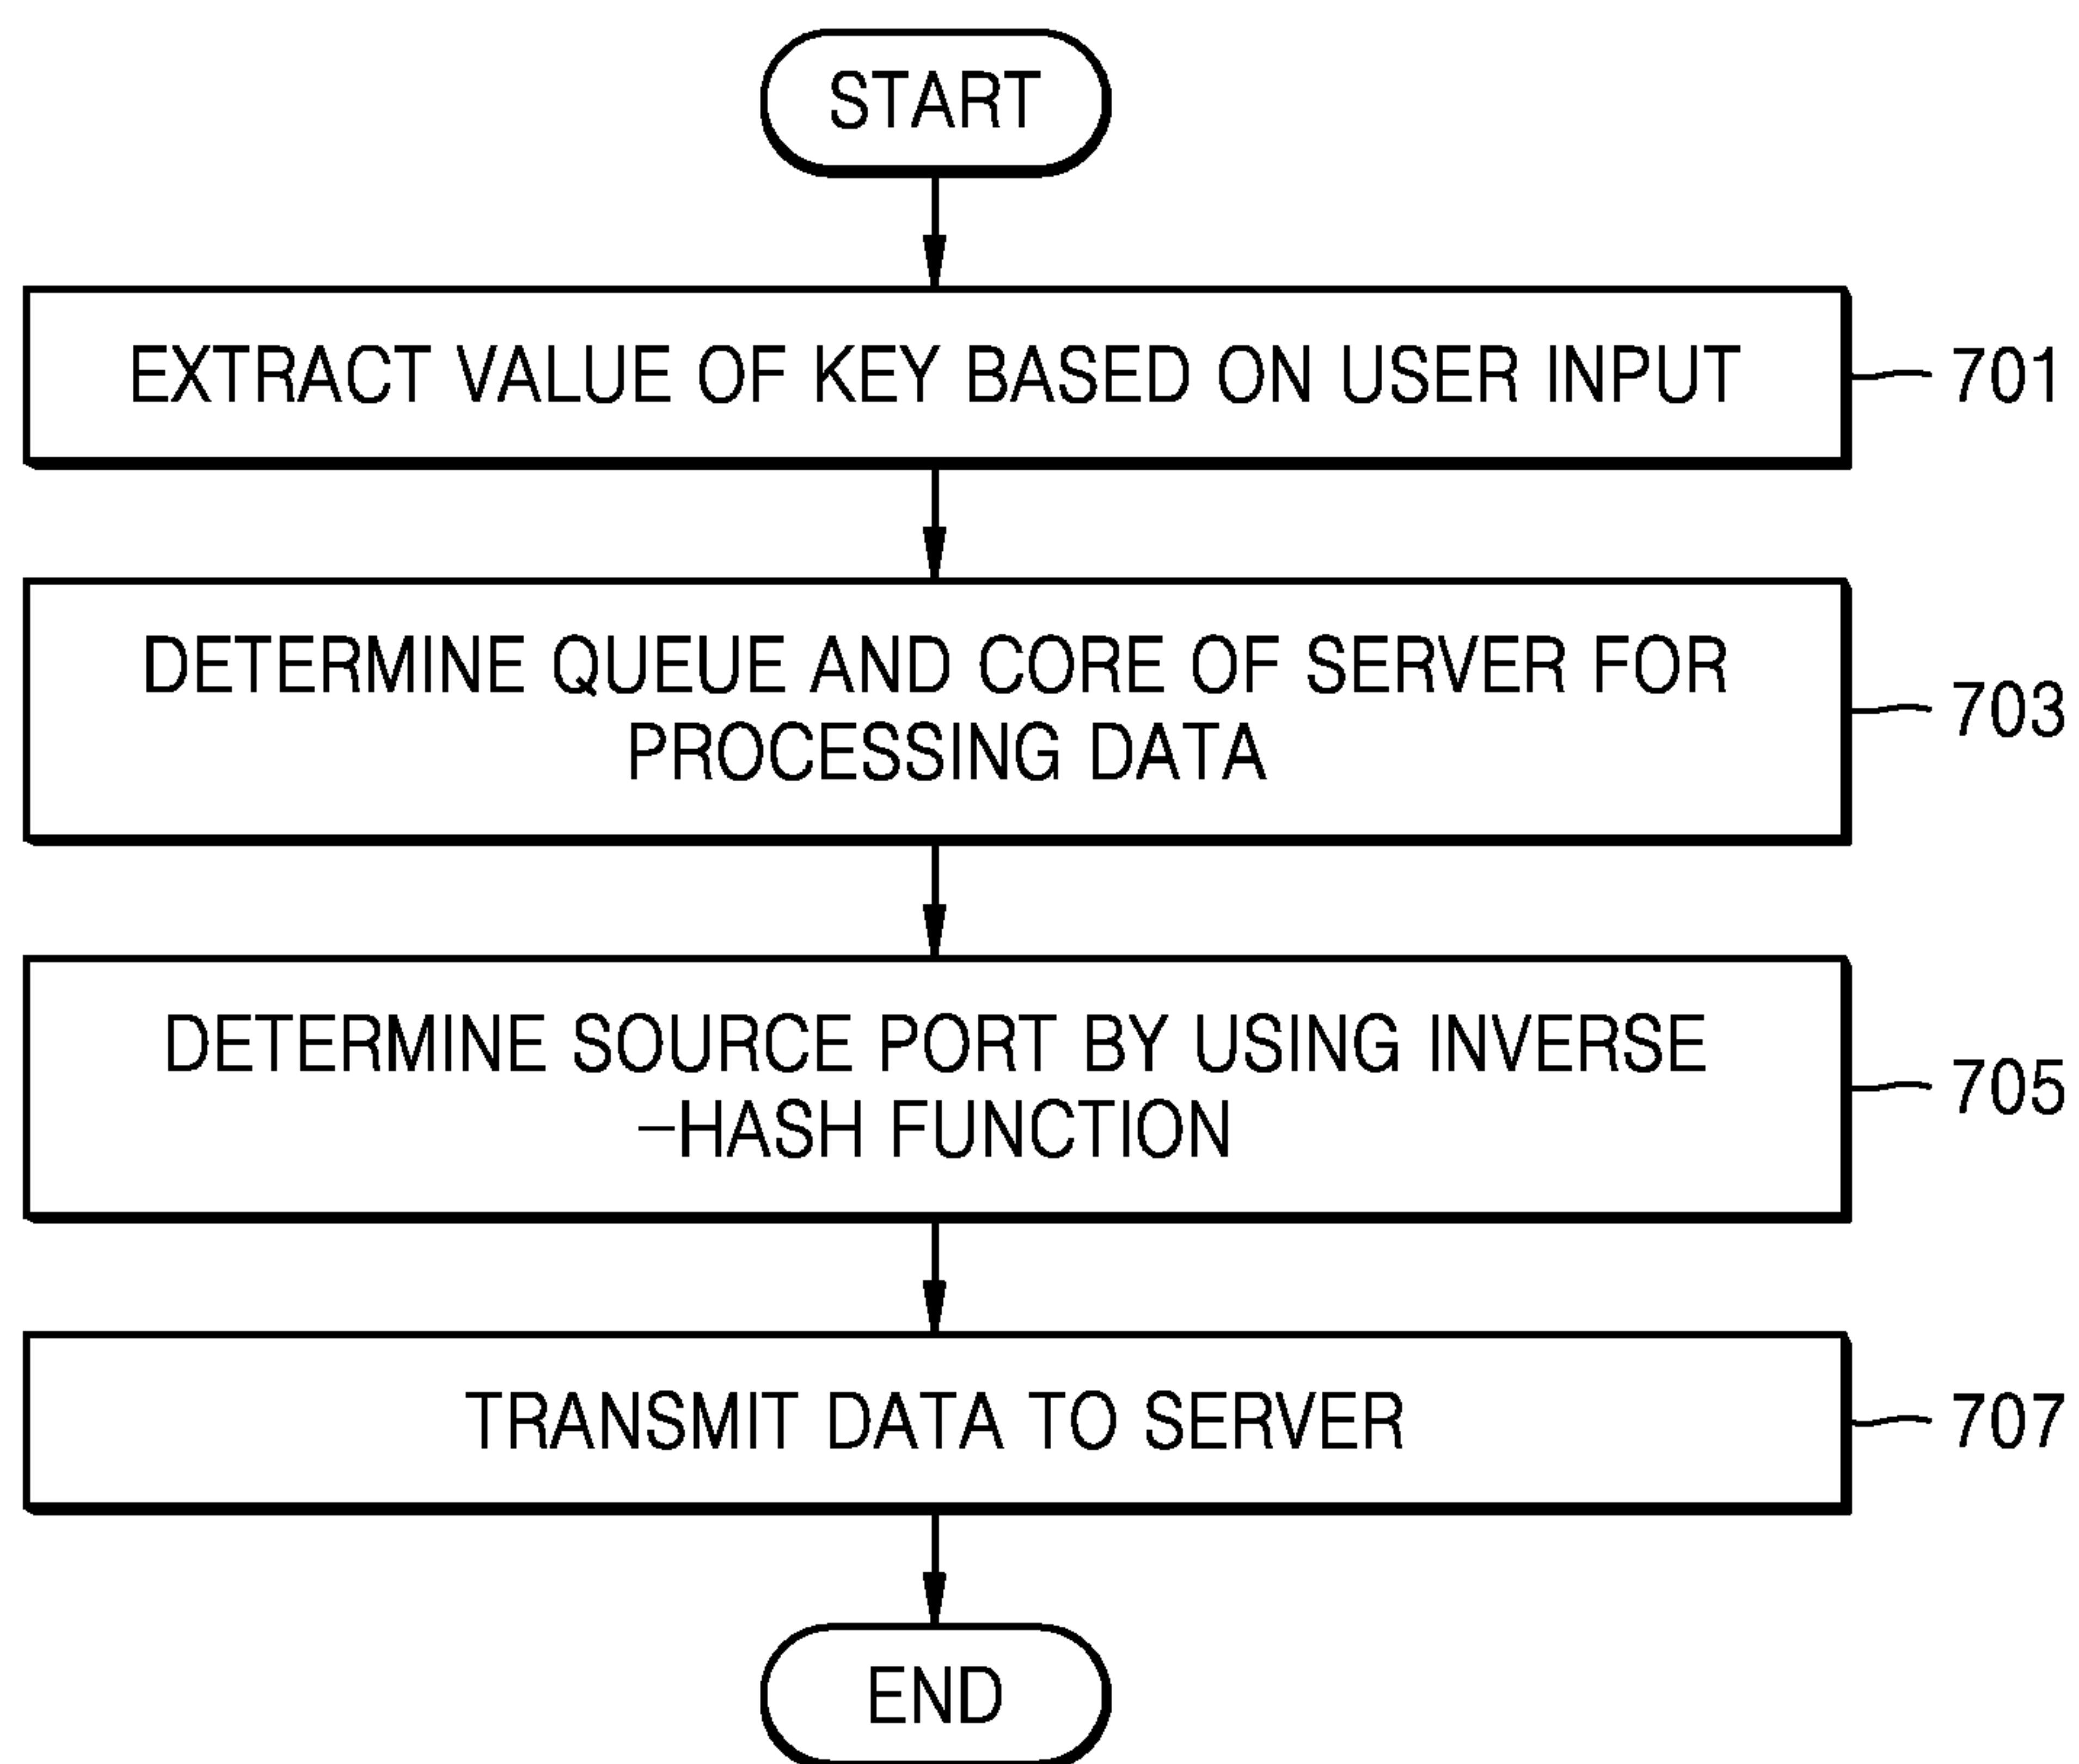 START
EXTRACT VALUE OF KEY BASED ON USER INPUT
701
DETERMINE QUEUE AND CORE OF SERVER FOR
PROCESSING DATA
703
DETERMINE SOURCE PORT BY USING INVERSE
-HASH FUNCTION
705
TRANSMIT DATA TO SERVER
707
END